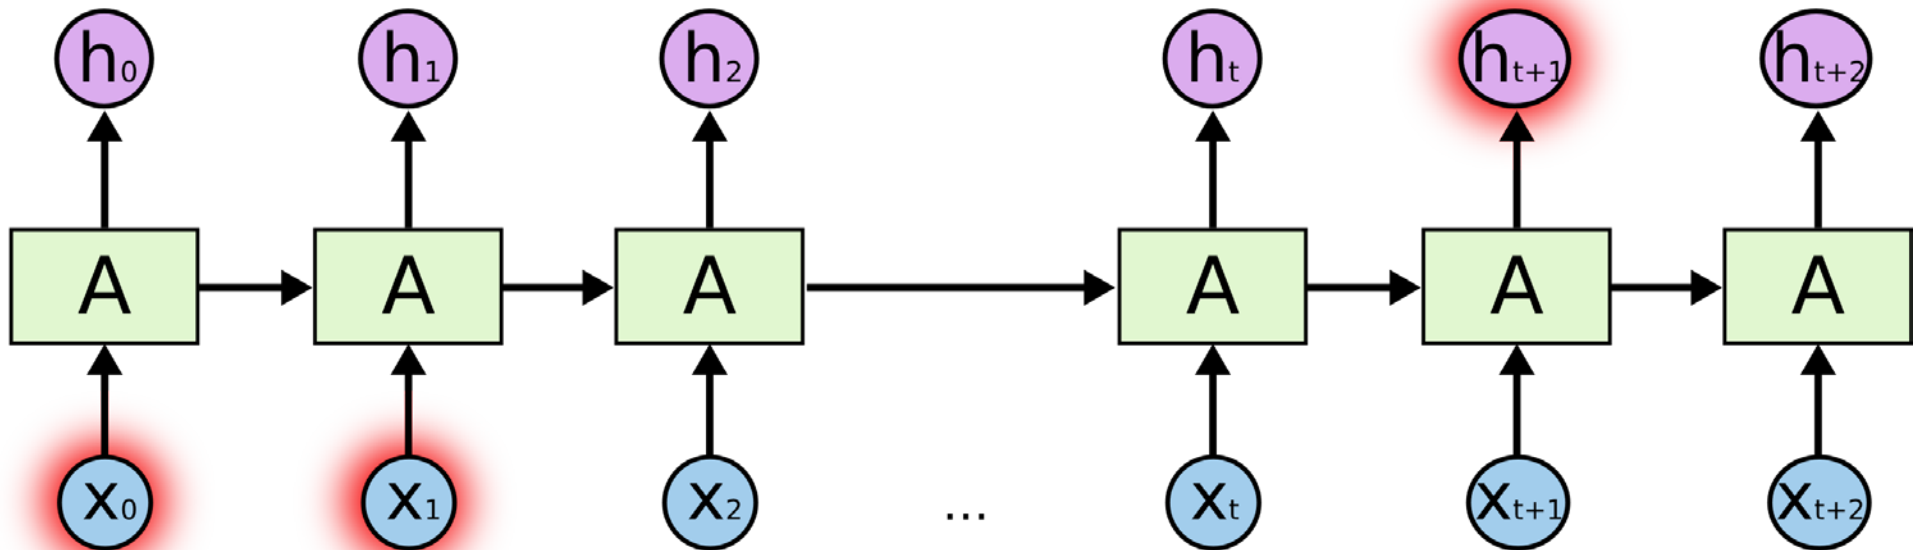 h0 h1 h2 ht ht+1 ht+2
A A A A A A
x0 x1 x2 ... xt xt+1 xt+2